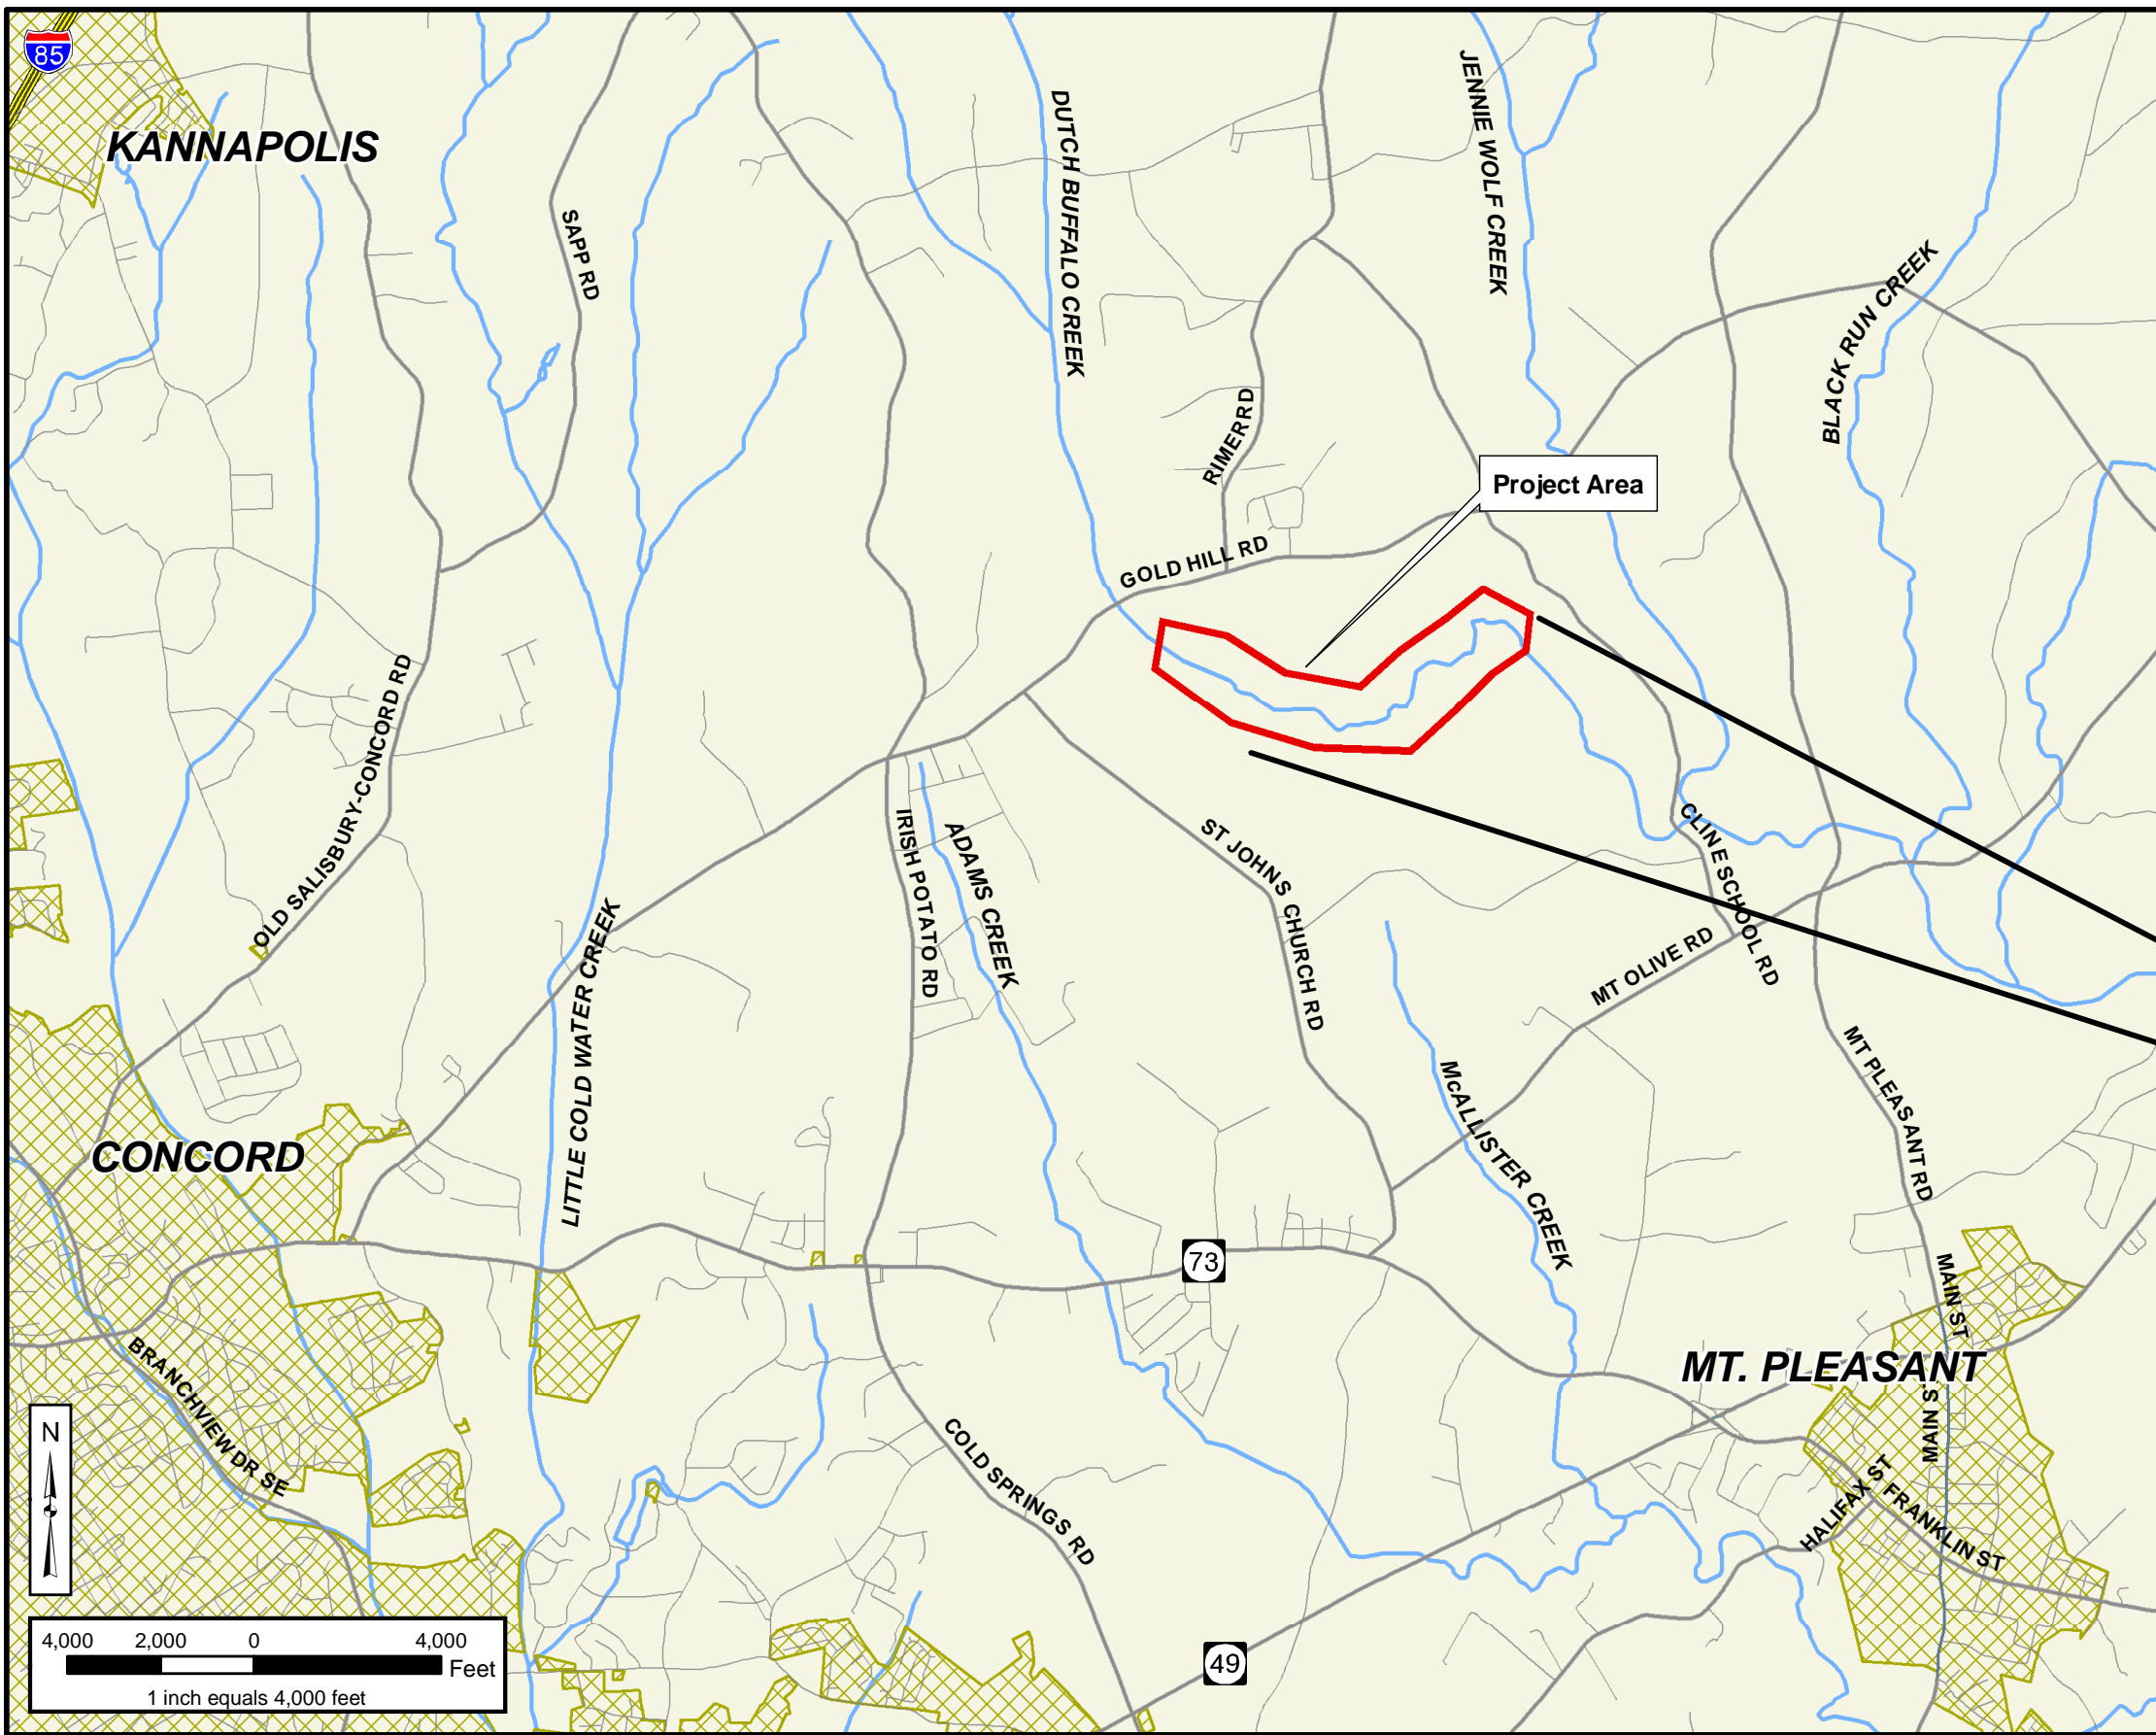 85
KANNAPOLIS
DUTCH BUFFALO CREEK
JENNIE WOLF CREEK
SAPP RD
BLACK RUN CREEK
RIMER RD
Project Area
GOLD HILL RD
OLD SALISBURY-CONCORD RD
IRISH POTATO RD
ADAMS CREEK
ST JOHNS CHURCH RD
CLINE SCHOOL RD
MT OLIVE RD
LITTLE COLD WATER CREEK
MT PLEASANT RD
McALLISTER CREEK
CONCORD
73
MAIN ST
BRANCHVIEW DR SE
MT. PLEASANT
MAIN S
COLD SPRINGS RD
HALIFAX ST
FRANKLIN ST
N
49
4,000 2,000 0 4,000
Feet
1 inch equals 4,000 feet